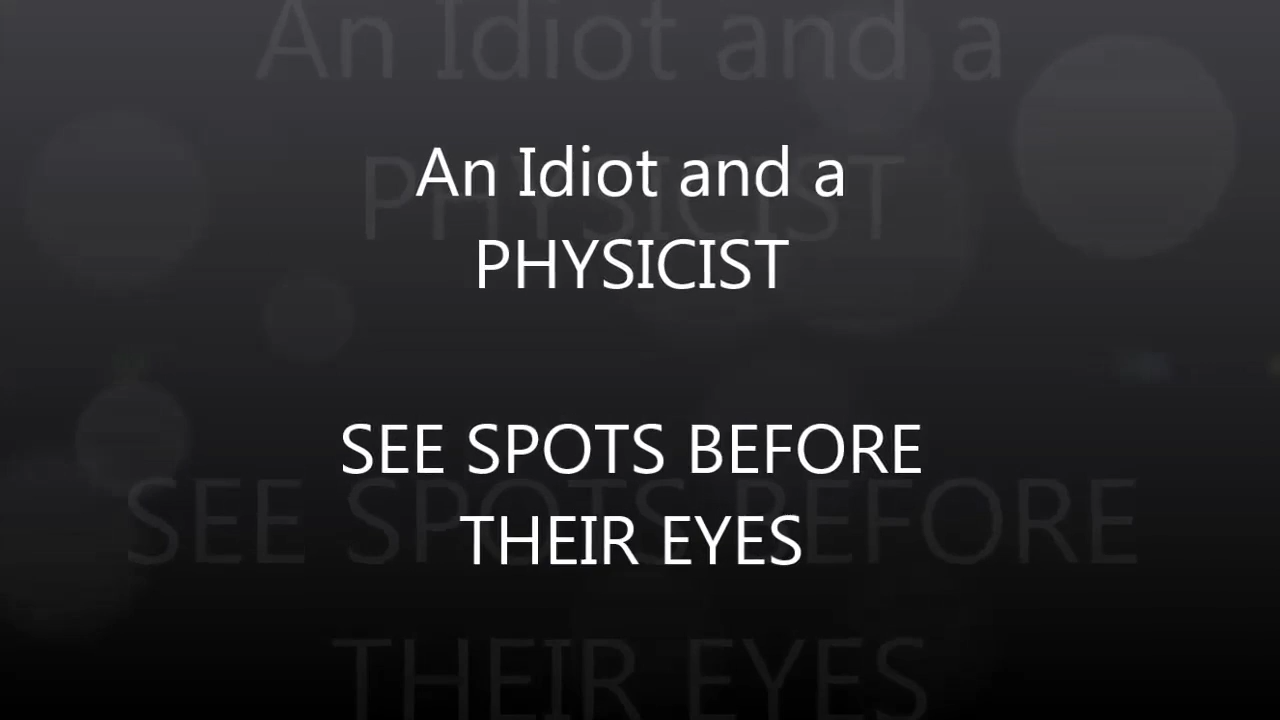 An Idiot and a
PHYSICIST
SEE SPOTS BEFORE
THEIR EYES